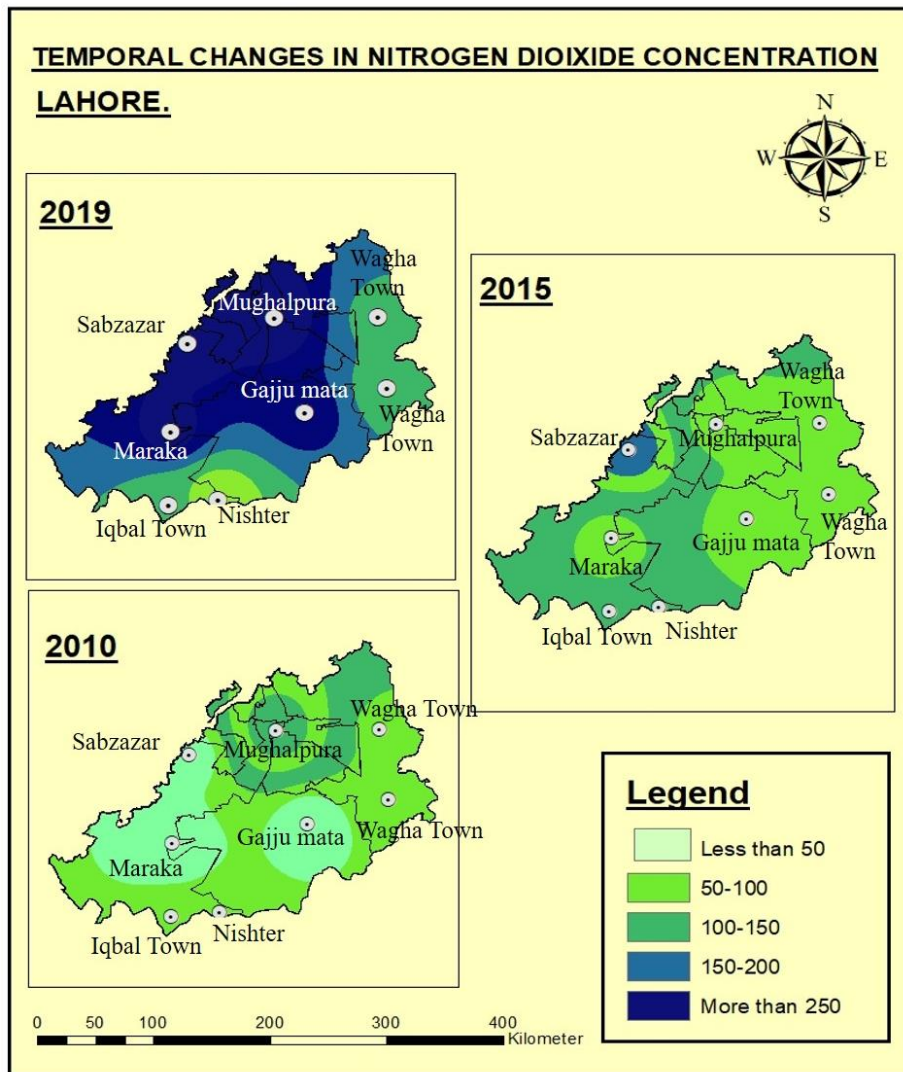 TEMPORAL CHANGES IN NITROGEN DIOIXIDE CONCENTRATION
LAHORE.
N
W E
S
2019
Wagha
Town
Mughalpura
Sabzazar
Gajju mata
Wagha
Town
Maraka
Iqbal Town Nishter
2015
Wagha
Town
Sabzazar
Mughalpura
Wagha
Town
Gajju mata
Maraka
Iqbal Town Nishter
2010
Wagha Town
Sabzazar
Mughalpura
Wagha Town
Gajju mata
Maraka
Nishter
Iqbal Town
Legend
Less than 50
50-100
100-150
150-200
More than 250
0 50 100 200 300 400
Kilometer